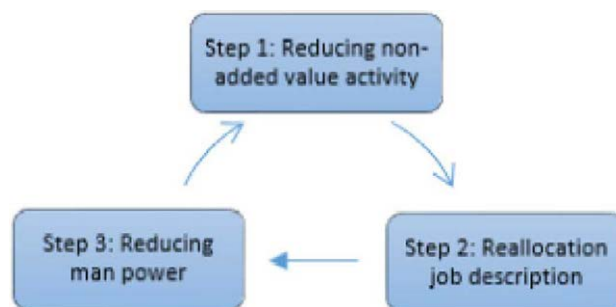 Step 1: Reducing non-
added value activity
Step 3: Reducing
man power
Step 2: Reallocation
job description